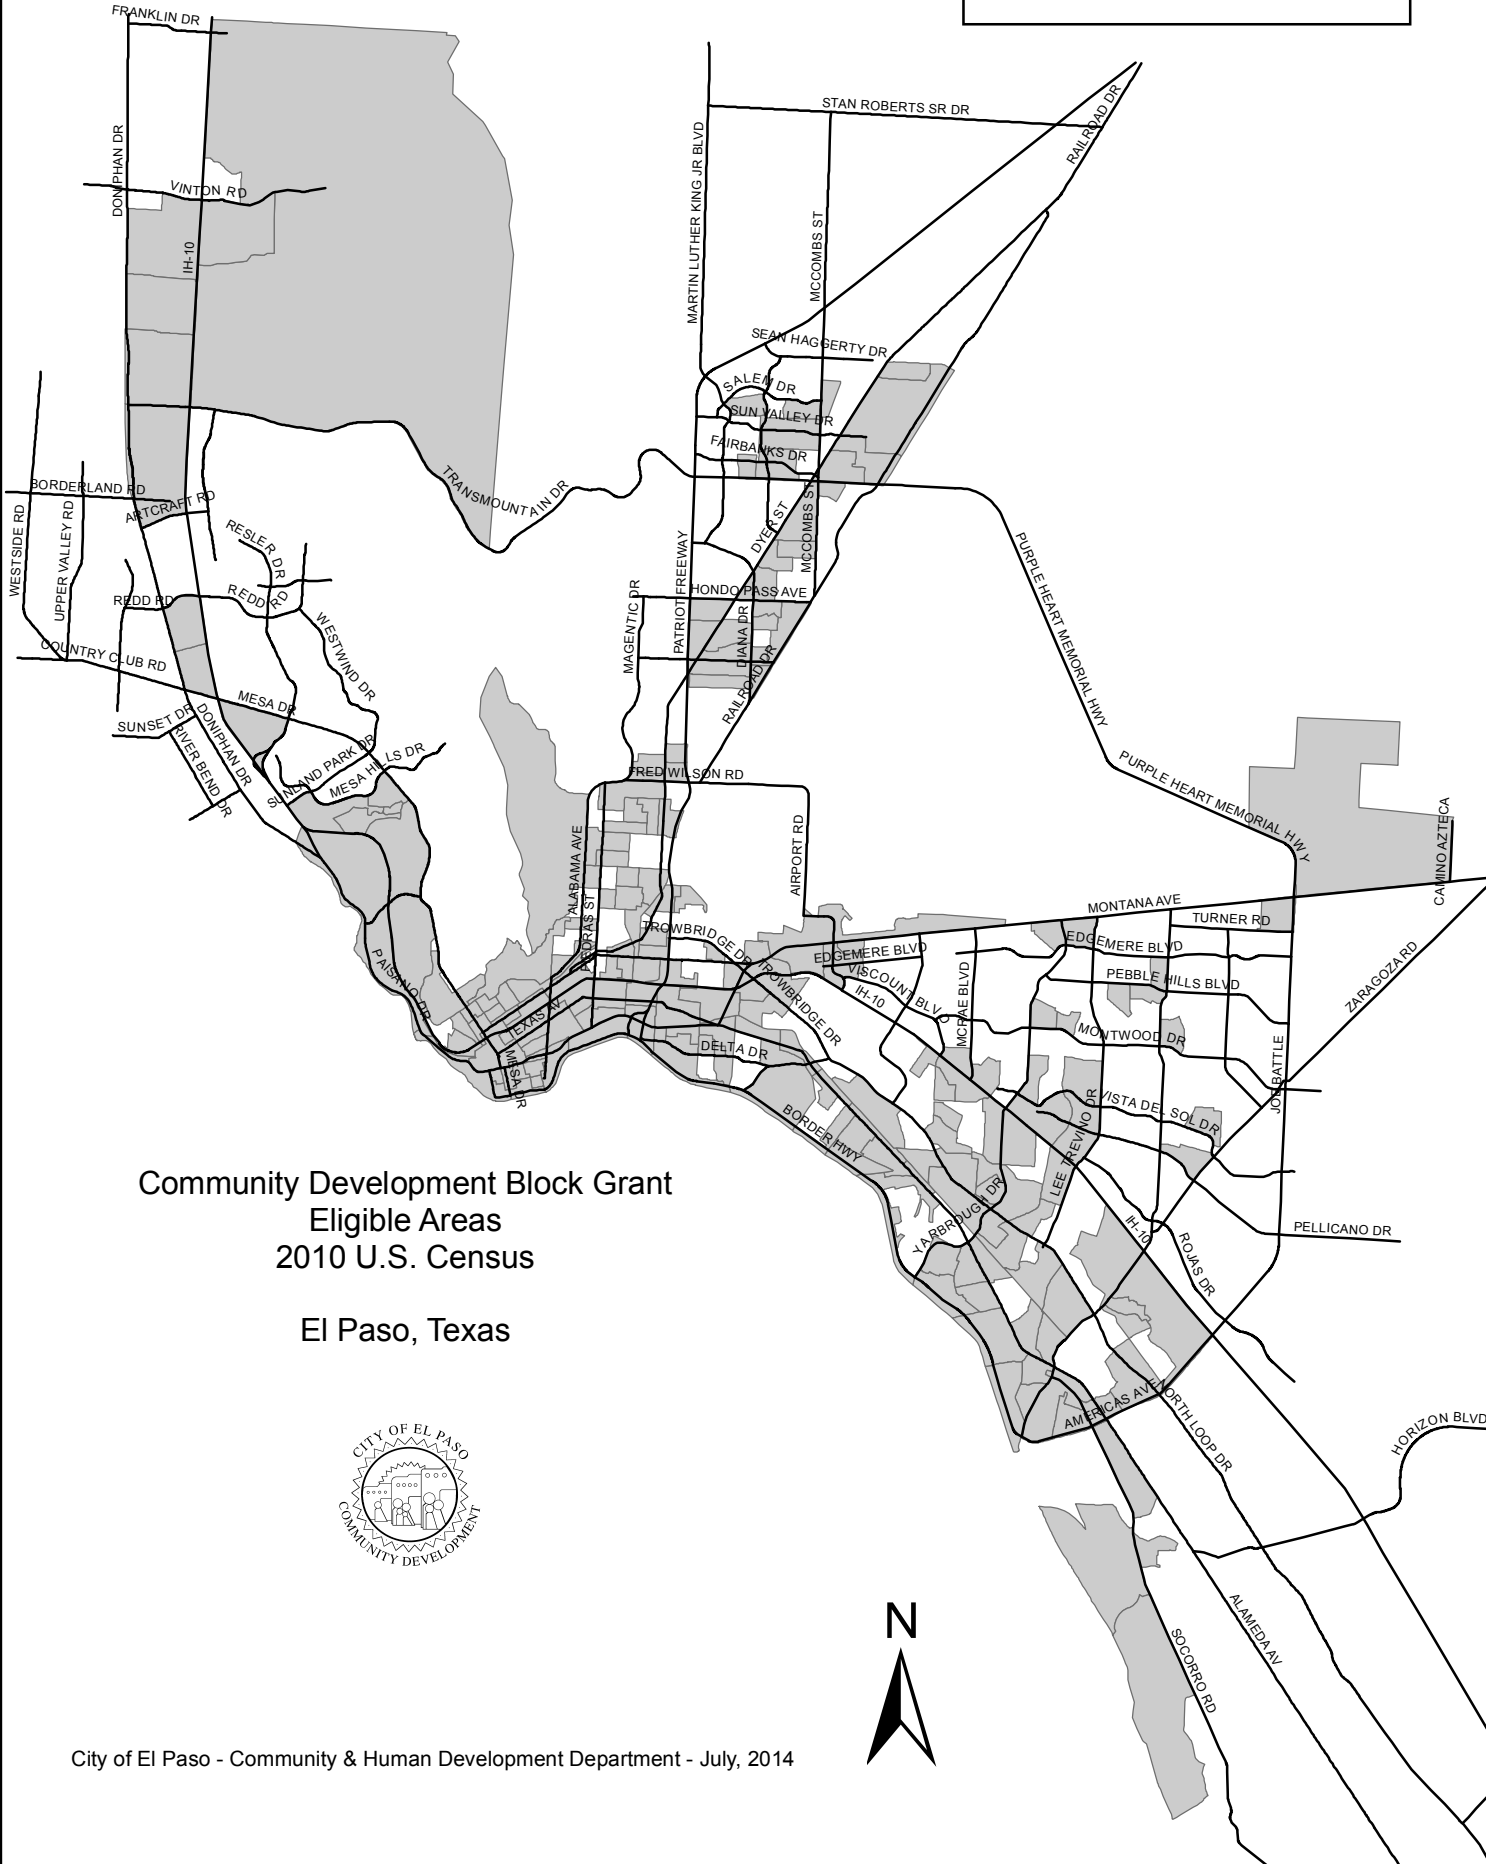 FRANKLIN DR
STAN ROBERTS SR DR
RAILROAD DR
DONIPHAN DR
MARTIN LUTHER KING JR BLVD
VINTON RD
MCCOMBS ST
IH-10
SEAN HAGGERTY DR
SALEM DR
SUN VALLEY DR
FAIRBANKS DR
TRANSMOUNTAIN DR
BORDERLAND RD
ARTCRAFT RD
WESTSIDE RD
UPPER VALLEY RD
RESLER DR
DYER ST
MCCOMBS ST
PURPLE HEART MEMORIAL HWY
PATRIOT FREEWAY
HONDO PASS AVE
MAGENTIC DR
DIANA DR
REDD RD
REDD RD
WESTWIND DR
COUNTRY CLUB RD
RAILROAD DR
MESA DR
SUNSET DR
DONIPHAN DR
RIVER BEND DR
SUNLAND PARK DR
MESA HILLS DR
FRED WILSON RD
PURPLE HEART MEMORIAL HWY
CAMINO AZTECA
ALABAMA AVE
AIRPORT RD
PIEDRAS ST
MONTANA AVE
TURNER RD
TROWBRIDGE DR
EDGEMERE BLVD
EDGEMERE BLVD
PAISANO DR
TROWBRIDGE DR
VISCOUNT BLVD
IH-10
MCRAE BLVD
PEBBLE HILLS BLVD
ZARAGOZA RD
TEXAS AV
MONTWOOD DR
DELTA DR
MESA DR
JOE BATTLE
VISTA DEL SOL DR
BORDER HWY
LEE TREVINO DR
YARBROUGH DR
IH-10
PELLICANO DR
ROJAS DR
Community Development Block Grant
Eligible Areas
2010 U.S. Census
El Paso, Texas
AMERICAS AVE
NORTH LOOP DR
HORIZON BLVD
CITY OF EL PASO
COMMUNITY DEVELOPMENT
N
ALAMEDA AV
SOCORRO RD
City of El Paso - Community & Human Development Department - July, 2014